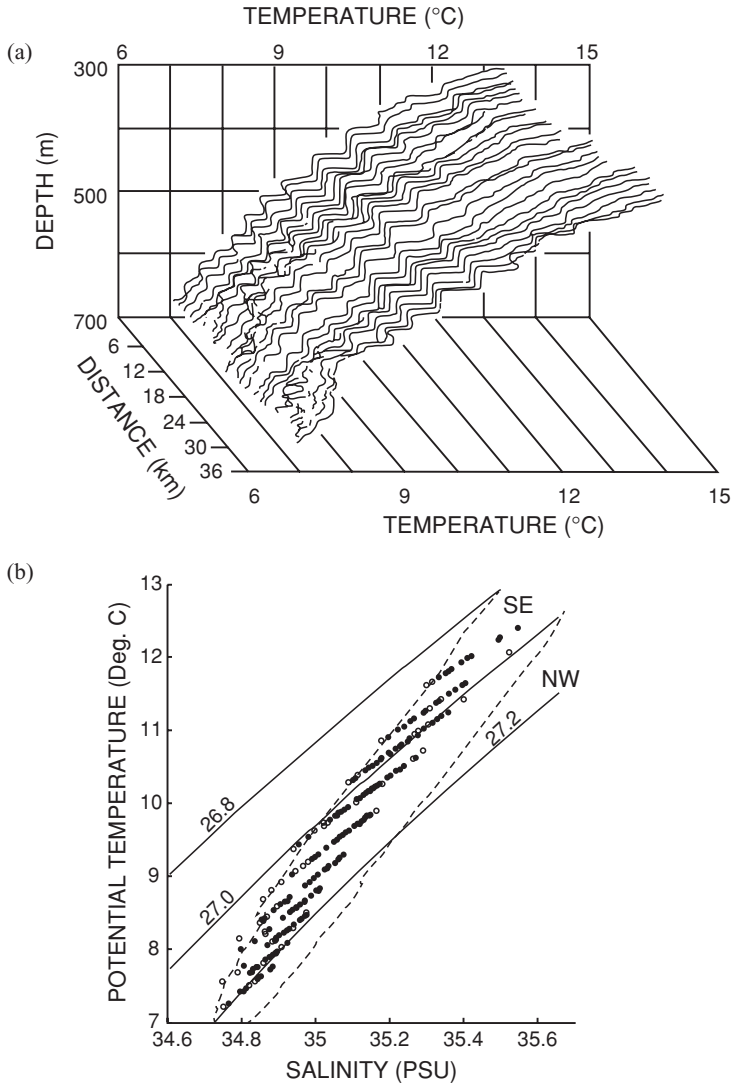 TEMPERATURE (°C)
(a)
6 9 12 15
300
500
700
DEPTH (m)
6
12
18
24
30
36
DISTANCE (km)
6 9 12 15
TEMPERATURE (°C)
(b)
13
12
11
10
9
8
7
POTENTIAL TEMPERATURE (Deg. C)
SE
NW
26.8
27.0
27.2
34.6 34.8 35 35.2 35.4 35.6
SALINITY (PSU)